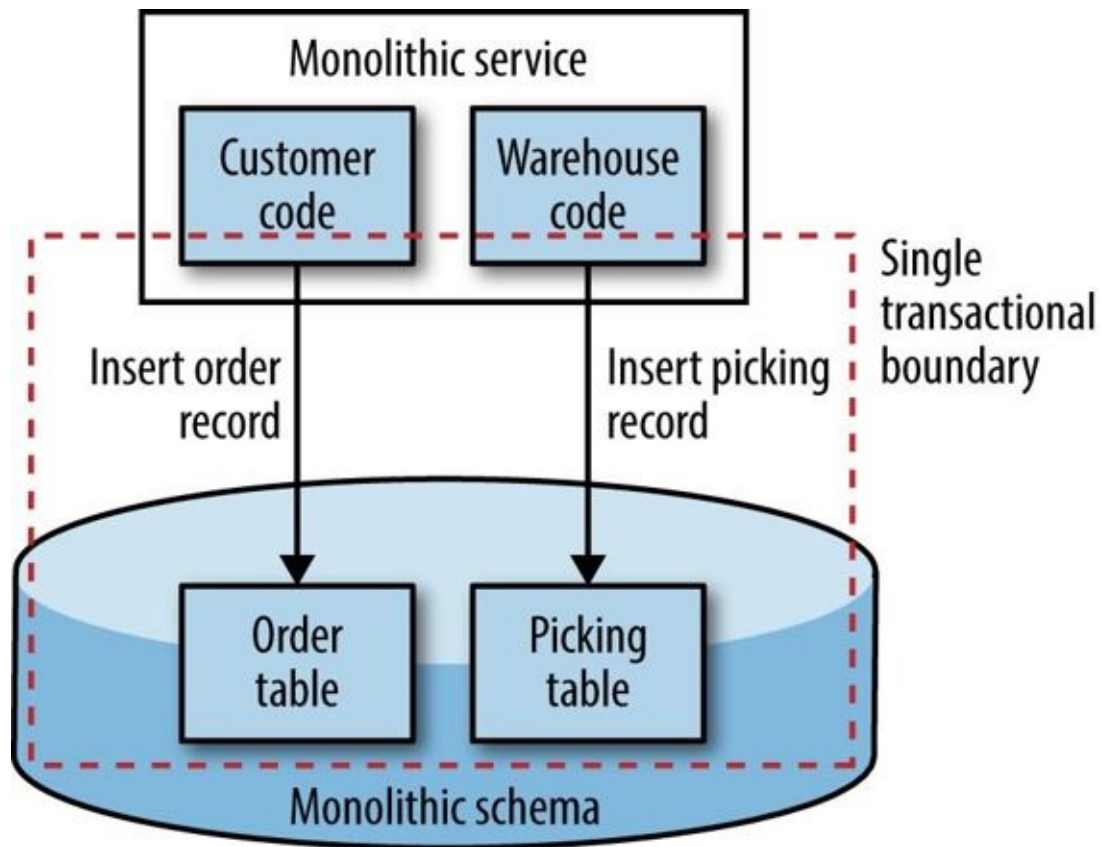 Monolithic service
Customer
code
Warehouse
code
Single
transactional
boundary
Insert order
record
Insert picking
record
Order
table
Picking
table
Monolithic schema